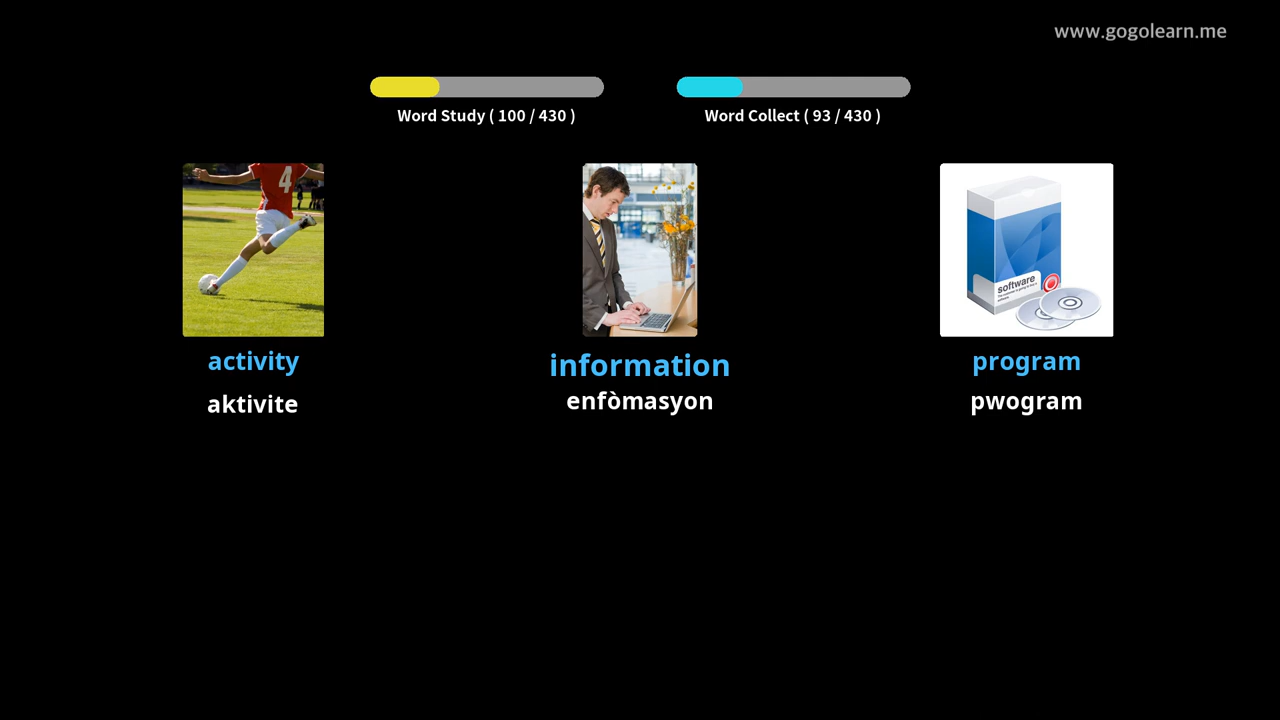 www.gogolearn.me
Word Study ( 100 / 430 )
Word Collect ( 93 / 430 )
4
software
activity
information
program
aktivite
enfòmasyon
pwogram